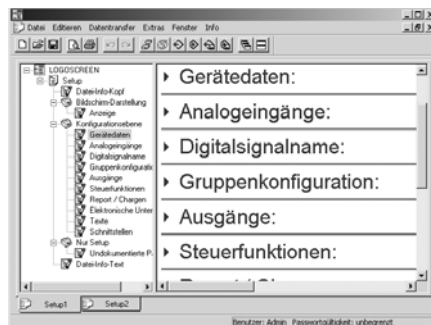 Datei Editieren Datentransfer Extras Fenster Info
LOGOSCREEN
Setup
Datei-Info-Kopf
Bildschirm-Darstellung
Anzeige
Konfigurationsebene
Gerätedaten
Analogeingänge
Digitalsignalname
Gruppenkonfiguratio
Ausgänge
Steuerfunktionen
Report / Chargen
Elektronische Unter
Texte
Schnittstellen
Nur Setup
Undokumentierte P
Datei-Info-Text
Gerätedaten:
Analogeingänge:
Digitalsignalname:
Gruppenkonfiguration:
Ausgänge:
Steuerfunktionen:
Setup1 Setup2
Benutzer: Admin Passwortgültigkeit: unbegrenzt